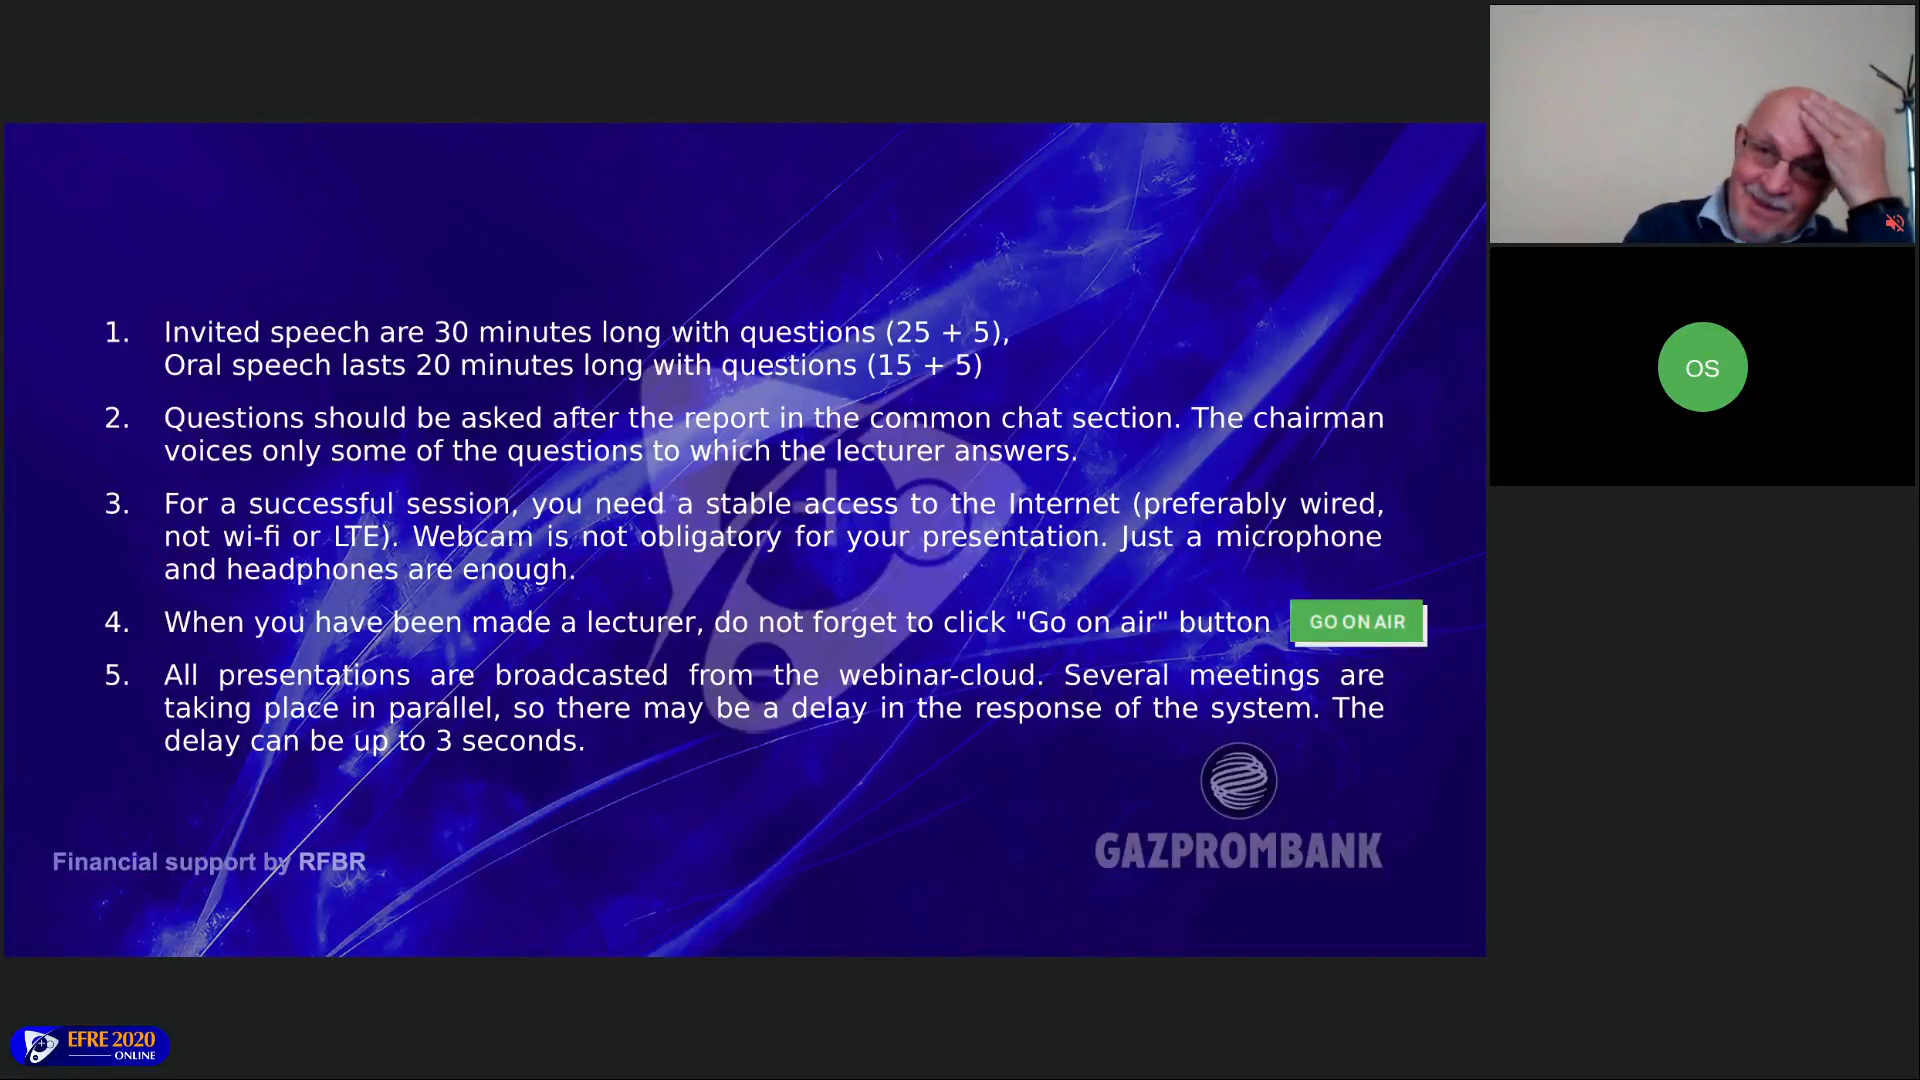 1. Invited speech are 30 minutes long with questions (25 + 5),
Oral speech lasts 20 minutes long with questions (15 + 5)
2. Questions should be asked after the report in the common chat section. The chairman
voices only some of the questions to which the lecturer answers.
3. For a successful session, you need a stable access to the Internet (preferably wired,
not wi-fi or LTE). Webcam is not obligatory for your presentation. Just a microphone
and headphones are enough.
4. When you have been made a lecturer, do not forget to click "Go on air" button
GO ON AIR
5. All presentations are broadcasted from the webinar-cloud. Several meetings are
taking place in parallel, so there may be a delay in the response of the system. The
delay can be up to 3 seconds.
Financial support by RFBR
GAZPROMBANK
OS
EFRE 2020
ONLINE